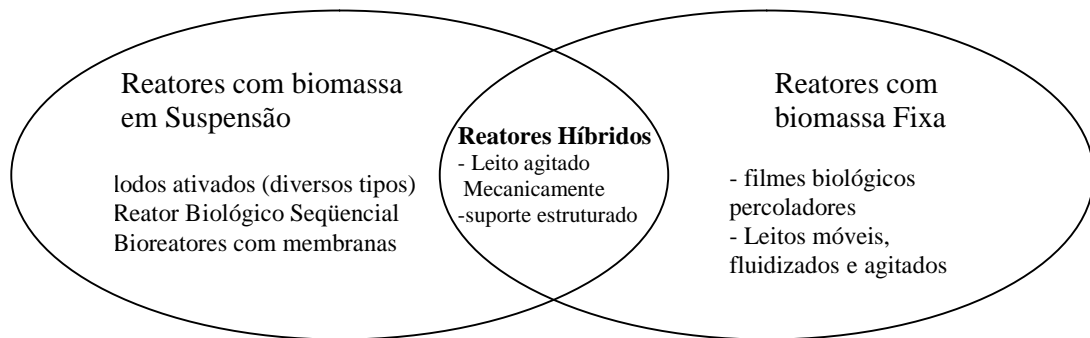 Reatores com biomassa
em Suspensão
lodos ativados (diversos tipos)
Reator Biológico Seqüencial
Bioreatores com membranas
Reatores Híbridos
- Leito agitado
Mecanicamente
-suporte estruturado
Reatores com
biomassa Fixa
- filmes biológicos
percoladores
- Leitos móveis,
fluidizados e agitados